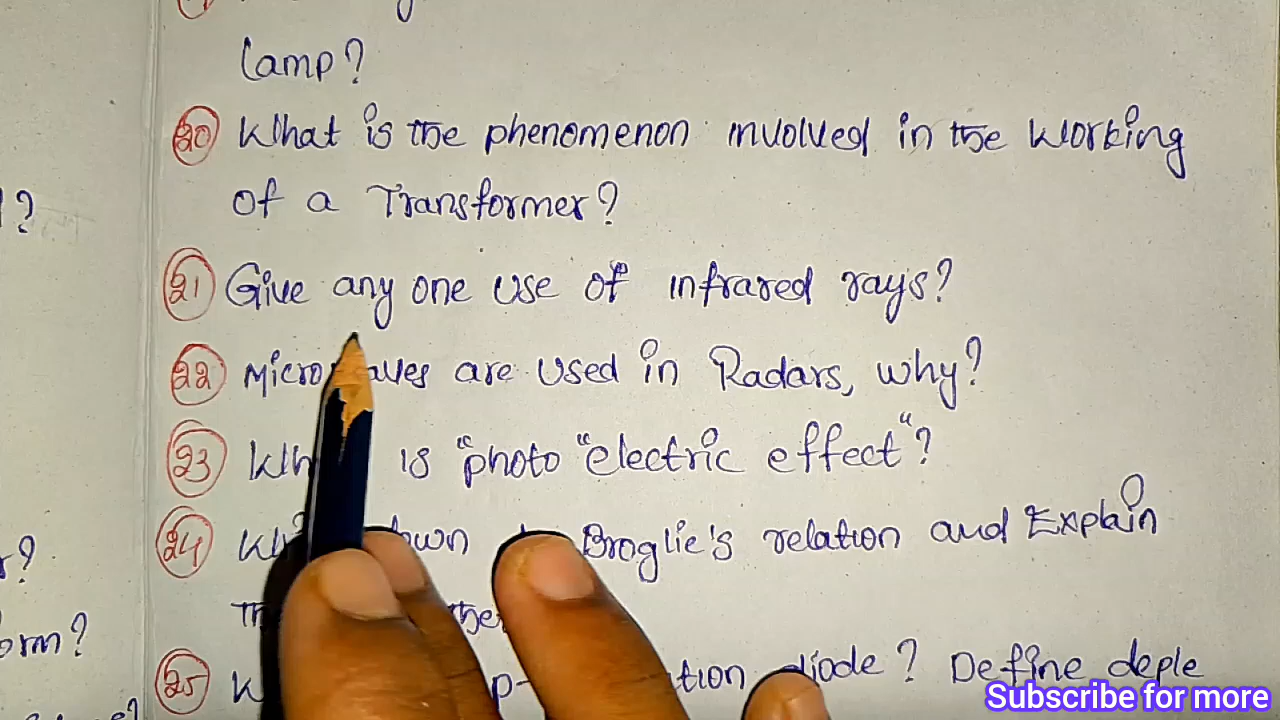 Lamp?
20 What is the phenomenon involved in the working
of a Transformer?
21 Give any one use of infrared rays?
22 Microwaves are used in Radars, why?
23 is "photo "electric effect"?
24 Broglie's relation and Explain
25 diode? Define deple
?
?
?
Subscribe for more